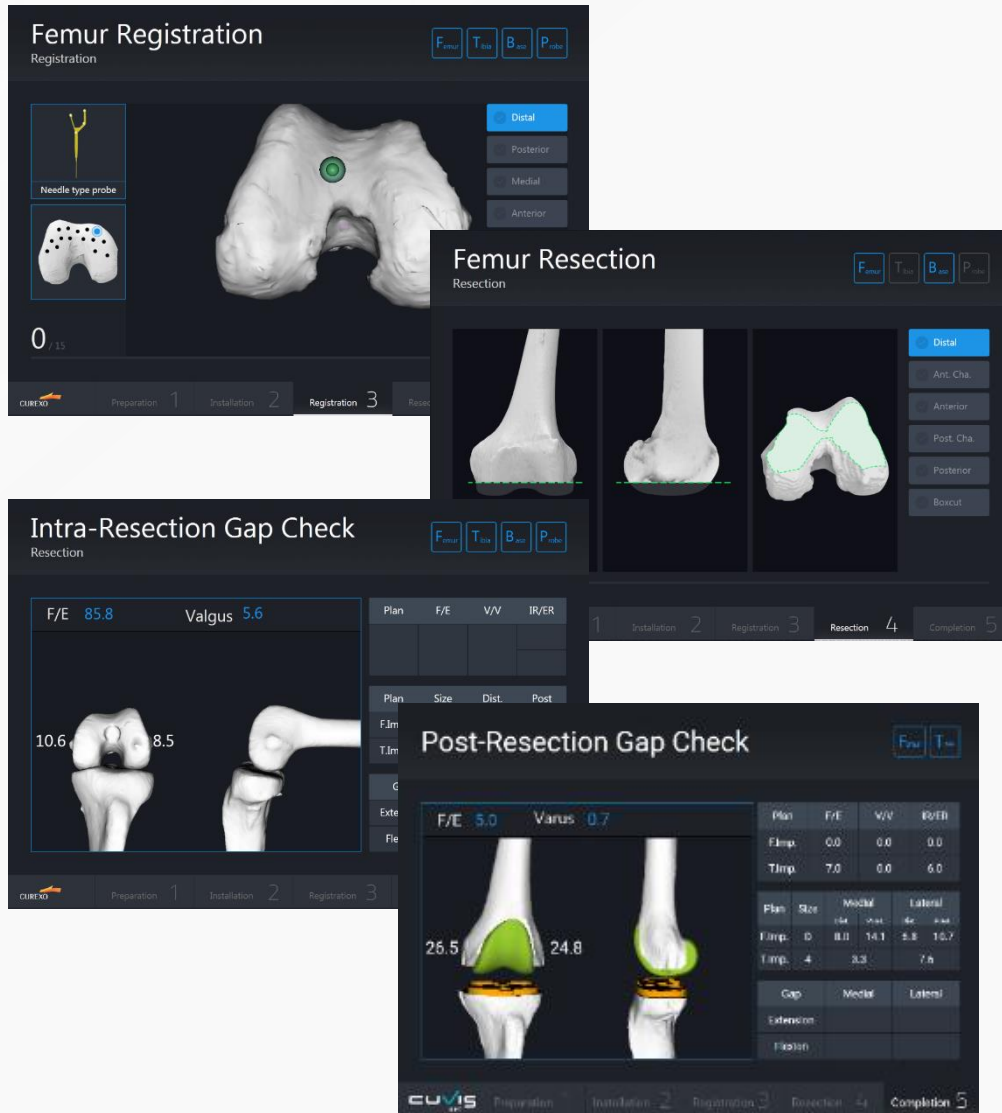 Femur Registration
Registration
Femur Tibia Base Probe
Needle type probe
0 / 15
Distal
Posterior
Medial
Anterior
CUREXO Preparation 1 Installation 2 Registration 3
Femur Resection
Resection
Femur Tibia Base Probe
Distal
Ant. Cha.
Anterior
Post. Cha.
Posterior
Boxcut
1 Installation 2 Registration 3 Resection 4 Completion 5
Intra-Resection Gap Check
Resection
Femur Tibia Base Probe
F/E 85.8 Valgus 5.6
10.6 8.5
Plan F/E V/V IR/ER
Plan Size Dist. Post
CUREXO Preparation 1 Installation 2 Registration 3
Post-Resection Gap Check
F/E 5.0 Varus 0.7
26.5 24.8
Plan F/E V/V IR/ER
F.Imp. 0.0 0.0 0.0
T.Imp. 7.0 0.0 6.0
Plan Size Medial Lateral
F.Imp. 0 8.0 14.1 5.8 10.7
T.Imp. 4 3.3 7.6
Gap Medial Lateral
Extension
Flexion
CUVIS Preparation Installation 2 Registration 3 Resection 4 Completion 5